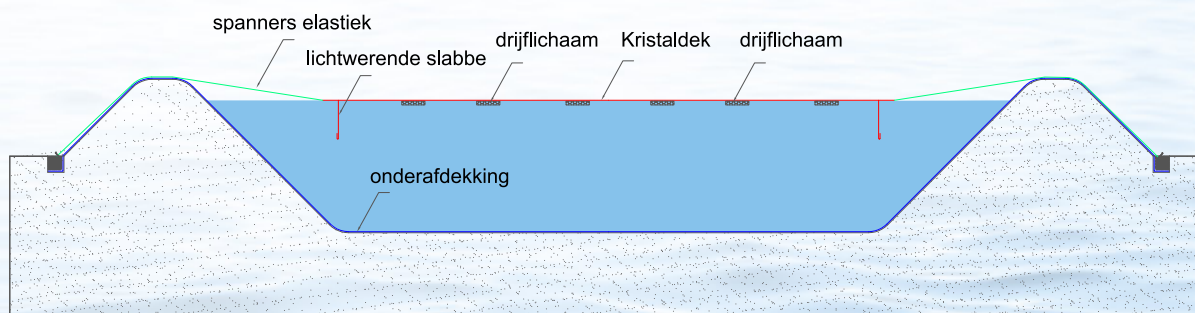 spanners elastiek
lichtwerende slabbe
drijflichaam
Kristaldek
drijflichaam
onderafdekking